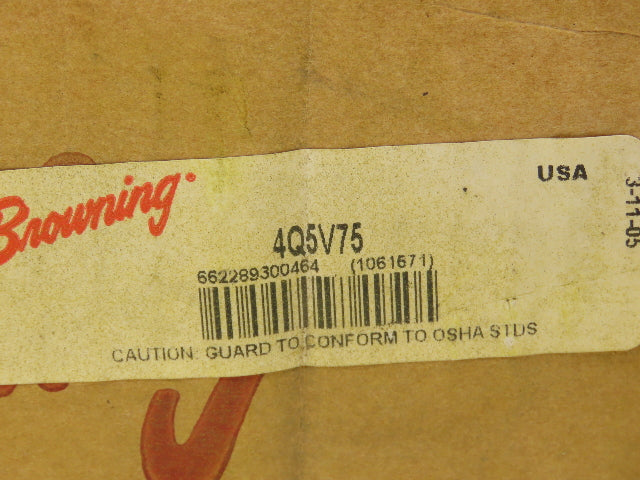 Browning
USA
3-11-05
4Q5V75
662289300464 (1061671)
CAUTION: GUARD TO CONFORM TO OSHA STDS